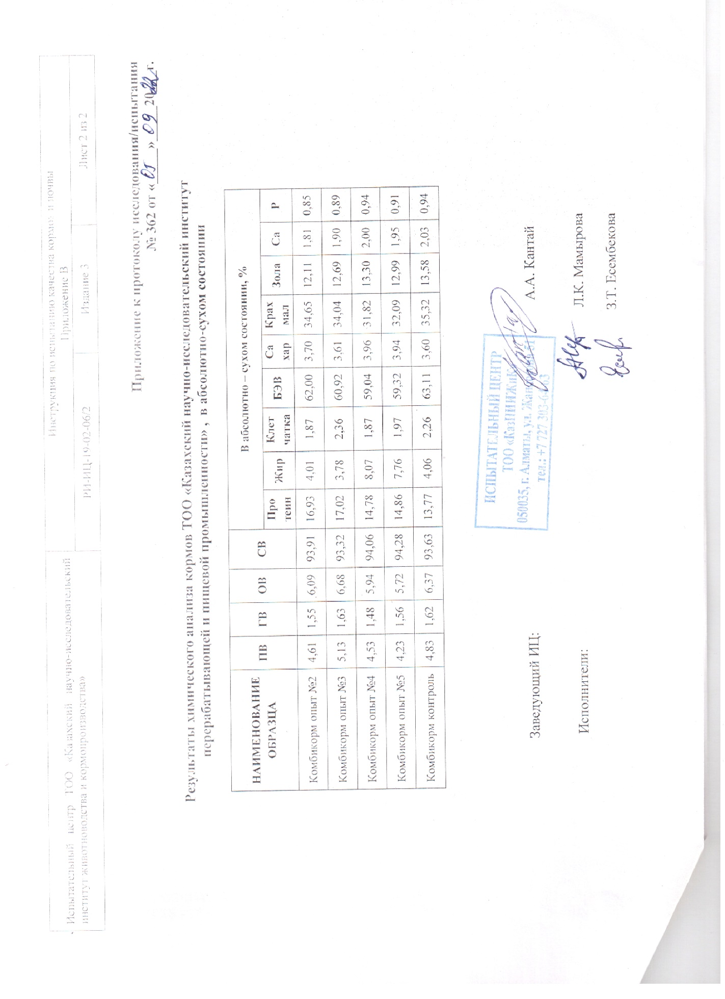 Испытательный центр ТОО «Казахский научно-исследовательский
институт животноводства и кормопроизводства»
Инструкция по испытанию качества кормов и почвы
Приложение В
РИ-ИЦ-19-02-06/2 Издание 3 Лист 2 из 2
Приложение к протоколу исследования/испытания
№ 362 от « 05 » 09 2022 г.
Результаты химического анализа кормов ТОО «Казахский научно-исследовательский институт
перерабатывающей и пищевой промышленности» , в абсолютно-сухом состоянии
НАИМЕНОВАНИЕ
ОБРАЗЦА
ПВ ГВ ОВ СВ
В абсолютно – сухом состоянии, %
Про Жир Клет БЭВ Са Крах Зола Са Р
теин чатка хар мал
Комбикорм опыт №2 4,61 1,55 6,09 93,91 16,93 4,01 1,87 62,00 3,70 34,65 12,11 1,81 0,85
Комбикорм опыт №3 5,13 1,63 6,68 93,32 17,02 3,78 2,36 60,92 3,61 34,04 12,69 1,90 0,89
Комбикорм опыт №4 4,53 1,48 5,94 94,06 14,78 8,07 1,87 59,04 3,96 31,82 13,30 2,00 0,94
Комбикорм опыт №5 4,23 1,56 5,72 94,28 14,86 7,76 1,97 59,32 3,94 32,09 12,99 1,95 0,91
Комбикорм контроль 4,83 1,62 6,37 93,63 13,77 4,06 2,26 63,11 3,60 35,32 13,58 2,03 0,94
ИСПЫТАТЕЛЬНЫЙ ЦЕНТР
ТОО «КазНИИЖиК»
050035, г. Алматы, ул. 51
тел.: +7 727 303-63
Заведующий ИЦ: А.А. Кантай
Исполнители: Л.К. Мамырова
З.Т. Есембекова